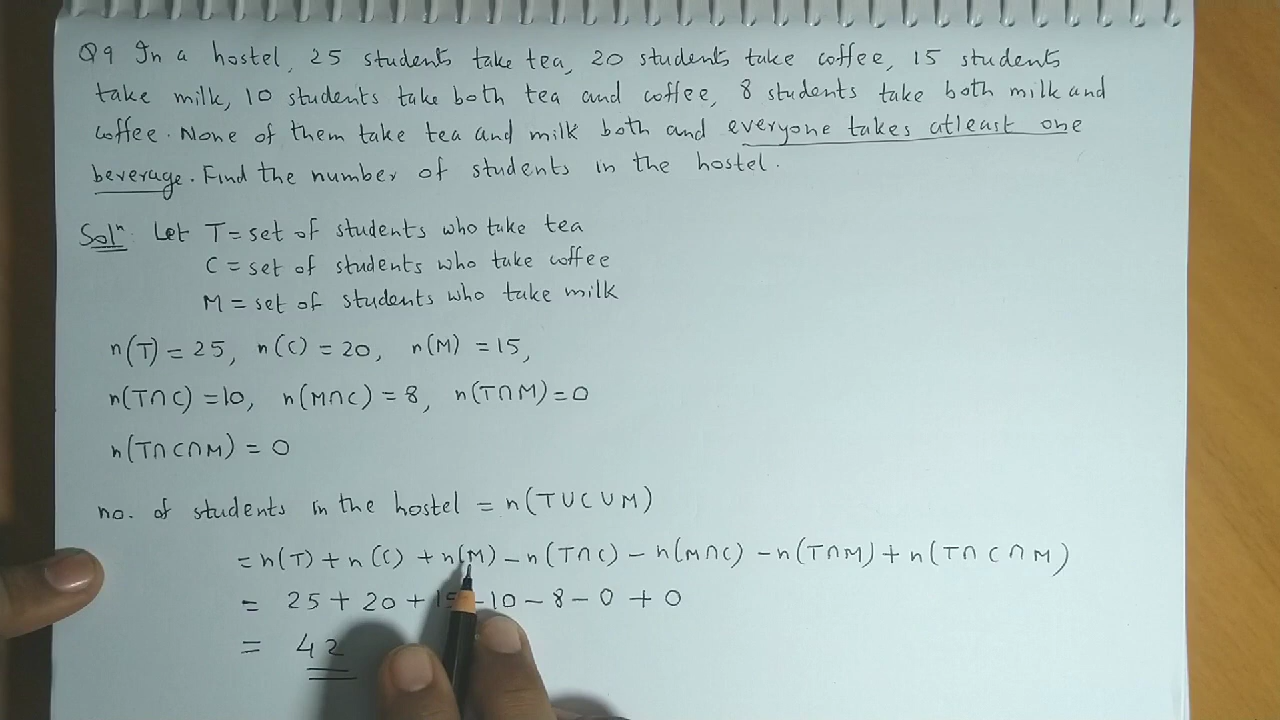 Q9 In a hostel, 25 students take tea, 20 students take coffee, 15 students
take milk, 10 students take both tea and coffee, 8 students take both milk and
coffee. None of them take tea and milk both and everyone takes atleast one
beverage. Find the number of students in the hostel.
Solⁿ. Let T = set of students who take tea
C = set of students who take coffee
M = set of students who take milk
n(T) = 25, n(C) = 20, n(M) = 15,
n(T∩C) = 10, n(M∩C) = 8, n(T∩M) = 0
n(T∩C∩M) = 0
no. of students in the hostel = n(T∪C∪M)
= n(T) + n(C) + n(M) - n(T∩C) - n(M∩C) - n(T∩M) + n(T∩C∩M)
= 25 + 20 + 15 - 10 - 8 - 0 + 0
= 42